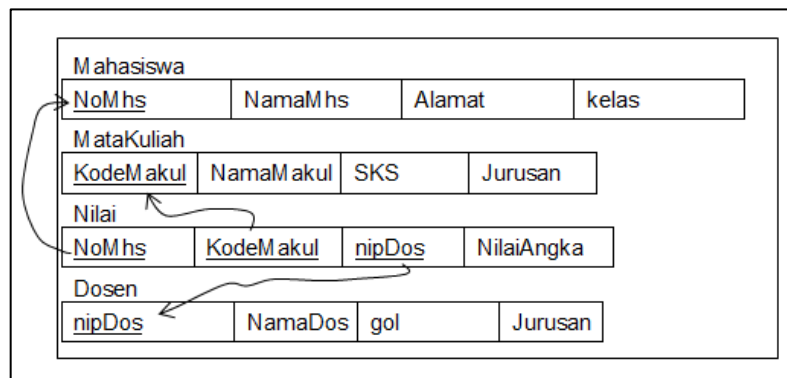 Mahasiswa
NoMhs NamaMhs Alamat kelas
MataKuliah
KodeMakul NamaMakul SKS Jurusan
Nilai
NoMhs KodeMakul nipDos NilaiAngka
Dosen
nipDos NamaDos gol Jurusan